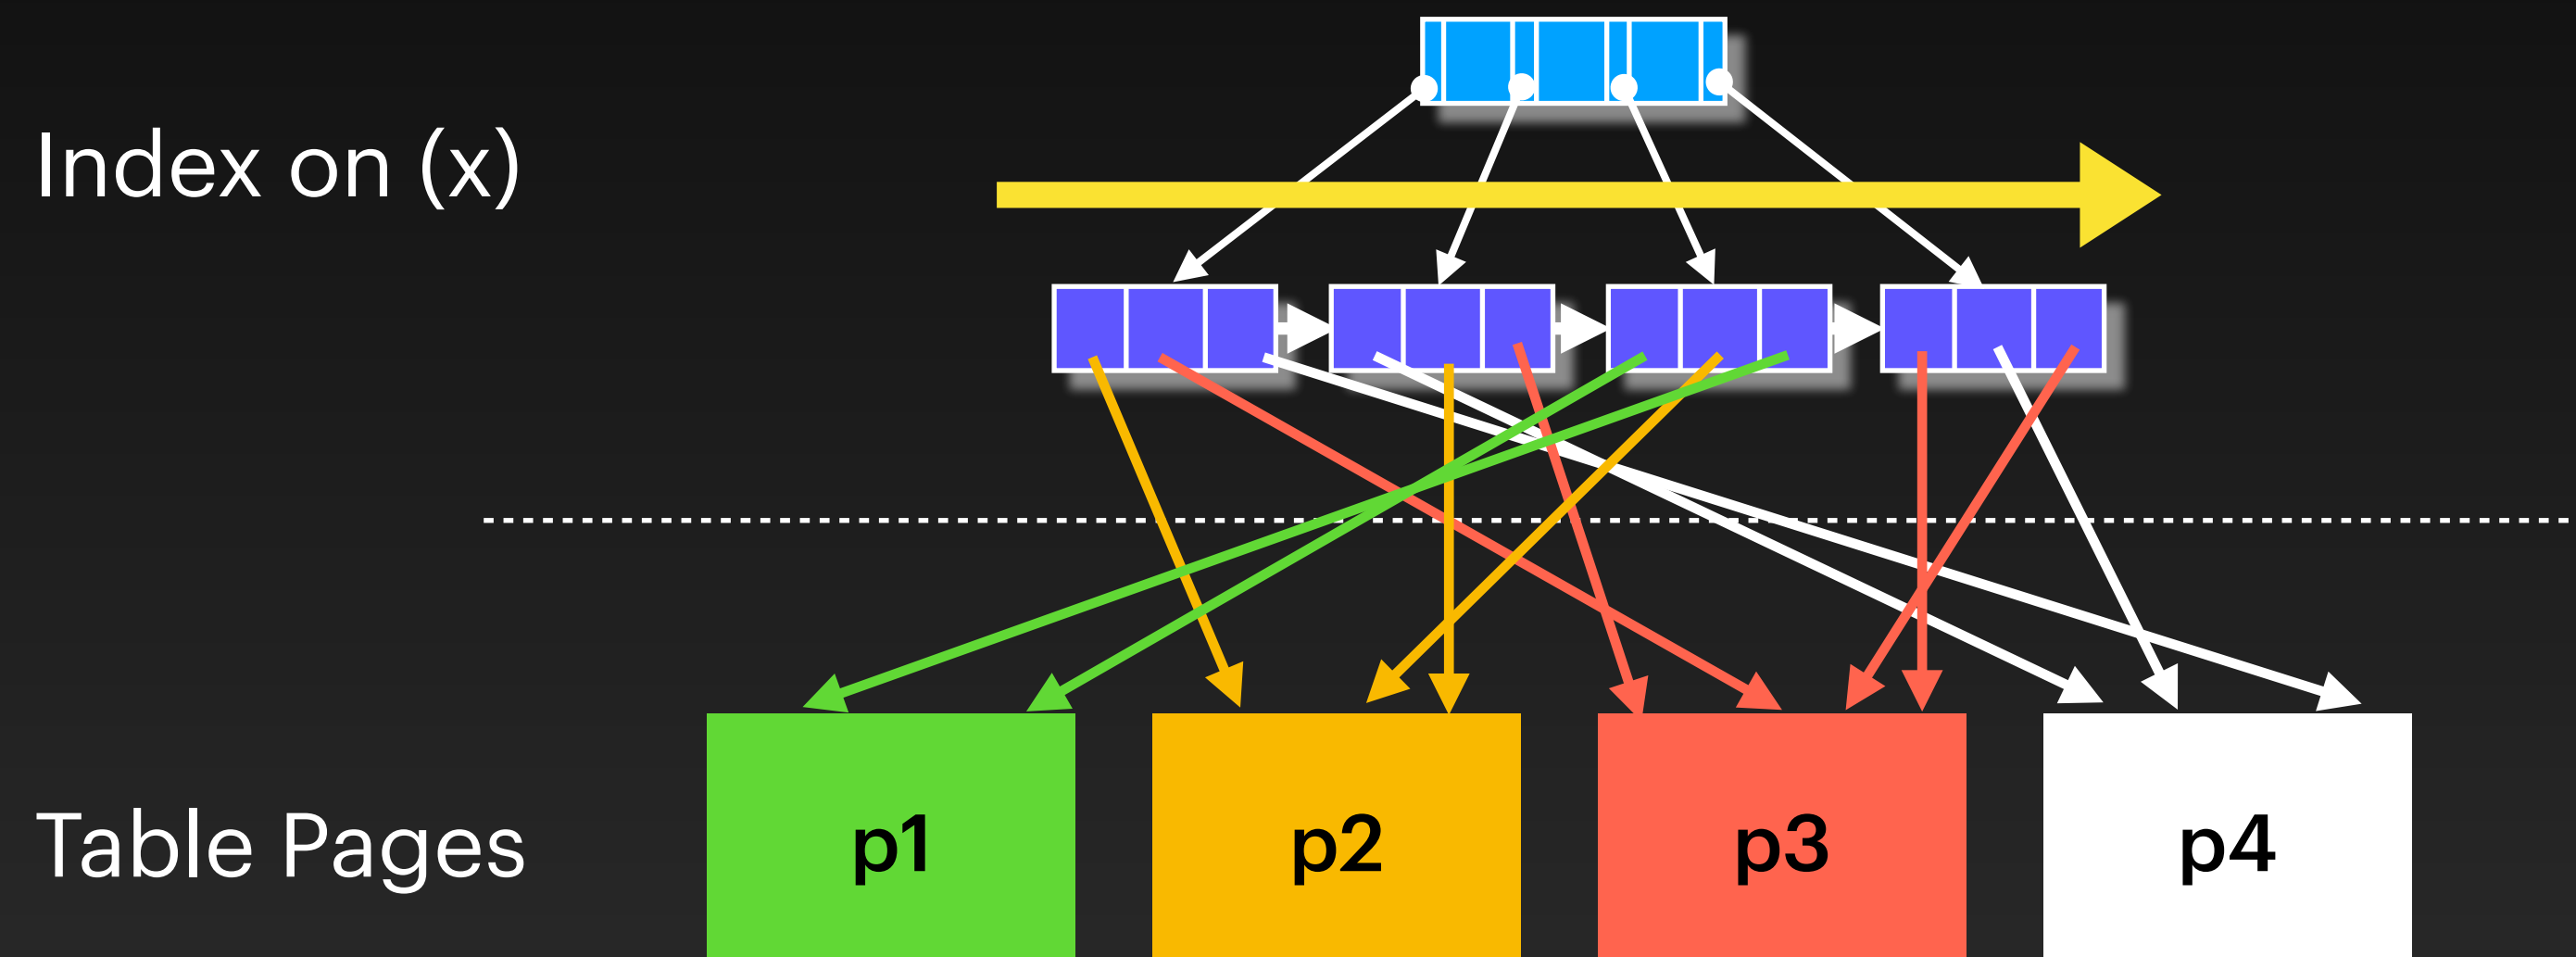 Index on (x)
Table Pages
p1
p2
p3
p4